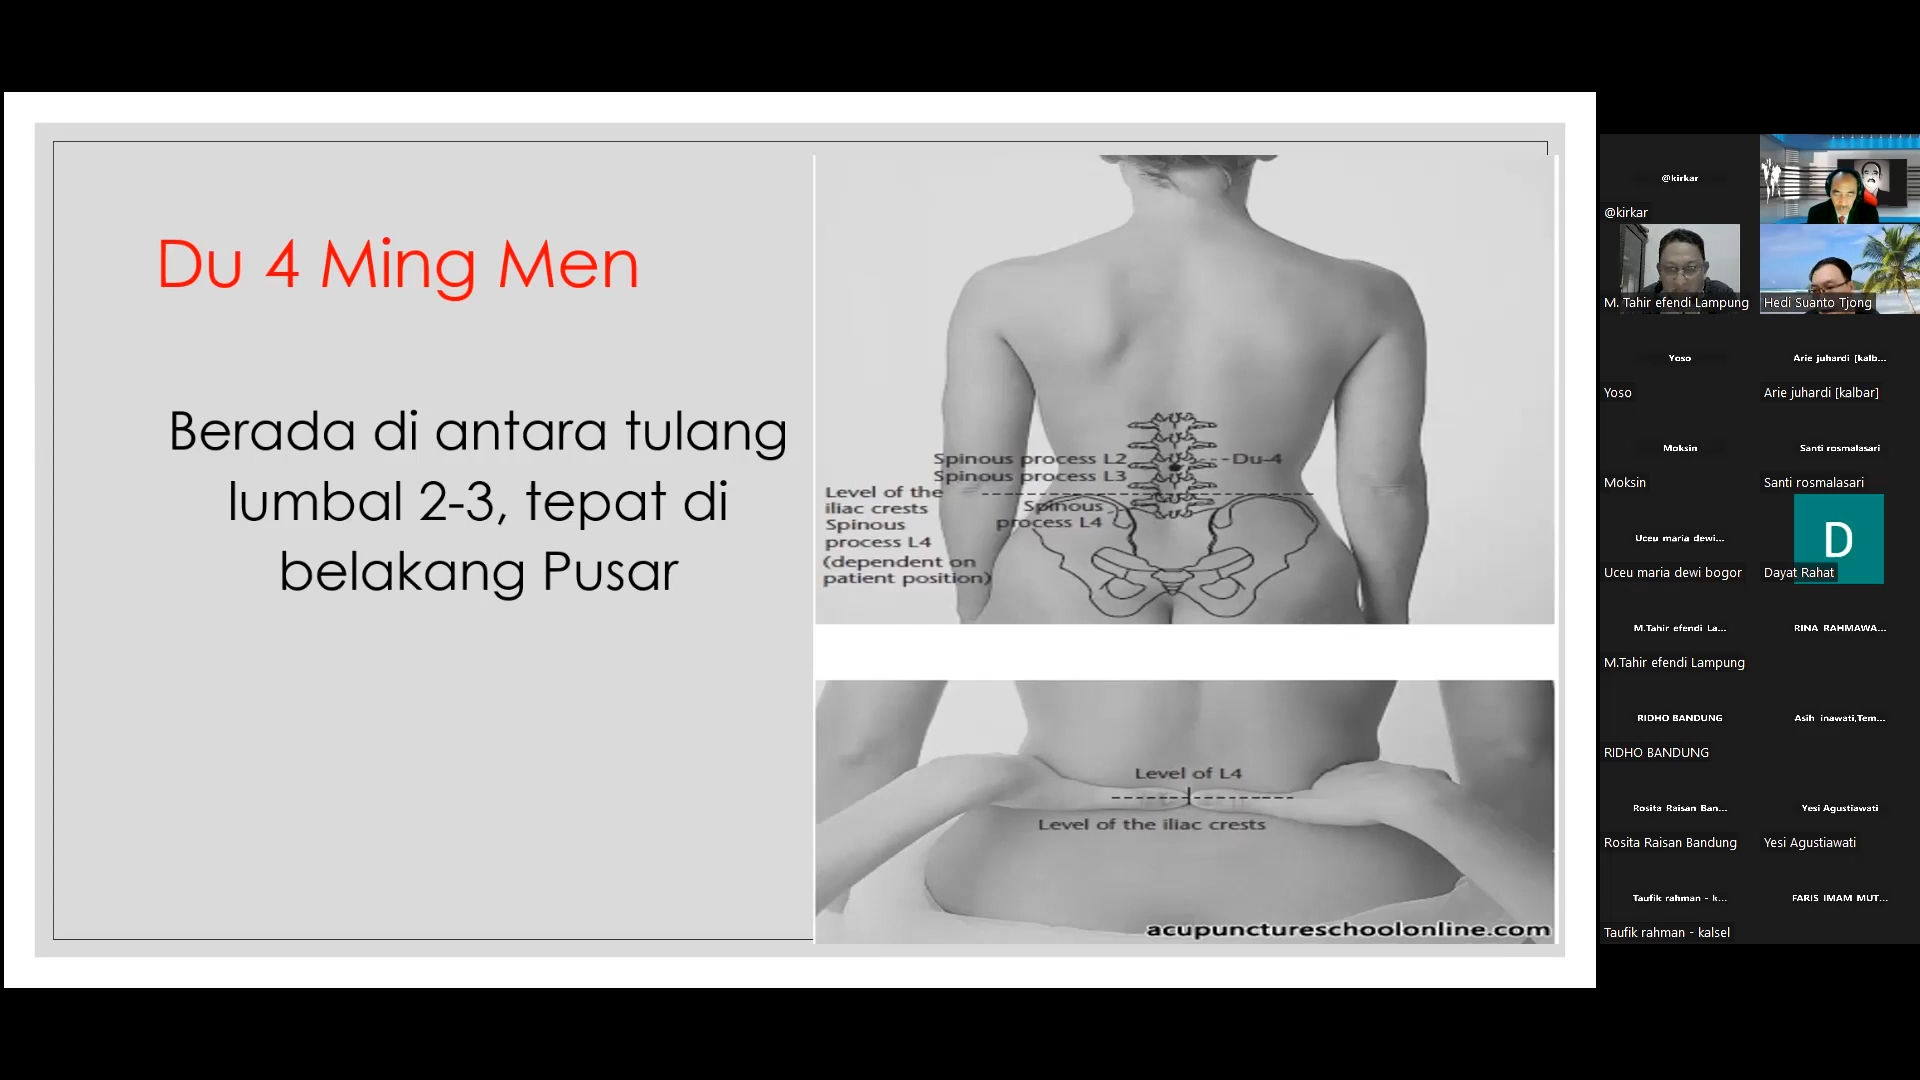 Du 4 Ming Men
Berada di antara tulang
lumbal 2-3, tepat di
belakang Pusar
Spinous process L2
Du-4
Spinous process L3
Level of the
iliac crests
Spinous
process L4
(dependent on
patient position)
Spinous
process L4
Level of L4
Level of the iliac crests
acupunctureschoolonline.com
@kirkar
@kirkar
M. Tahir efendi Lampung
Hedi Suanto Tjong
Yoso
Arie juhardi [kalb...
Yoso
Arie juhardi [kalbar]
Moksin
Santi rosmalasari
Moksin
Santi rosmalasari
Uceu maria dewi...
D
Uceu maria dewi bogor
Dayat Rahat
M.Tahir efendi La...
RINA RAHMAWA...
M.Tahir efendi Lampung
RIDHO BANDUNG
Asih inawati,Tem...
RIDHO BANDUNG
Rosita Raisan Ban...
Yesi Agustiawati
Rosita Raisan Bandung
Yesi Agustiawati
Taufik rahman - k...
FARIS IMAM MUT...
Taufik rahman - kalsel